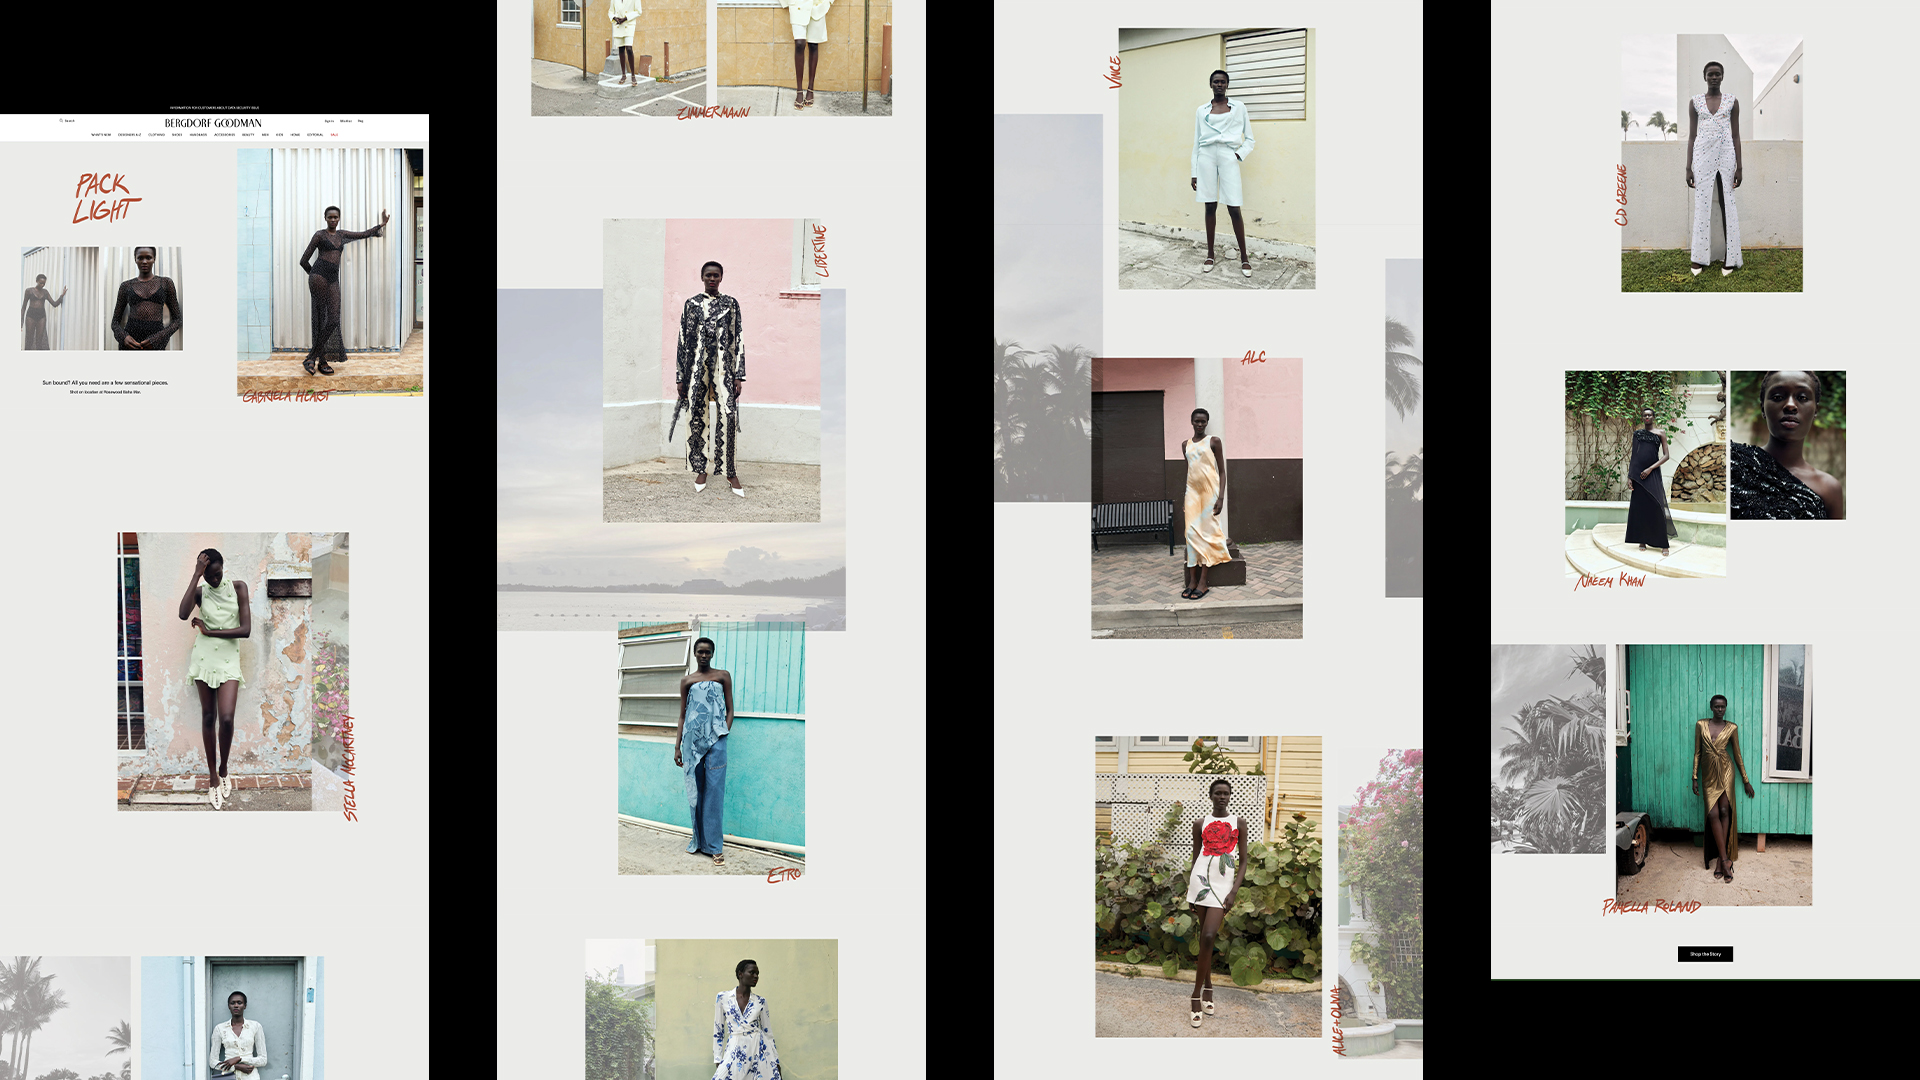 INFORMATION FOR CUSTOMERS ABOUT DATA SECURITY ISSUE
Search
BERGDORF GOODMAN
Sign In
Wish List
Bag
WHAT'S NEW DESIGNERS A-Z CLOTHING SHOES HANDBAGS ACCESSORIES BEAUTY MEN KIDS HOME EDITORIAL SALE
PACK
LIGHT
Sun bound? All you need are a few sensational pieces.
Shot on location at Rosewood Baha Mar.
GABRIELA HEARST
STELLA McCARTNEY
ZIMMERMANN
LIBERTINE
ETRO
VINCE
ALC
ALICE + OLIVIA
CD GREENE
NAEEM KHAN
PAMELLA ROLAND
Shop the Story